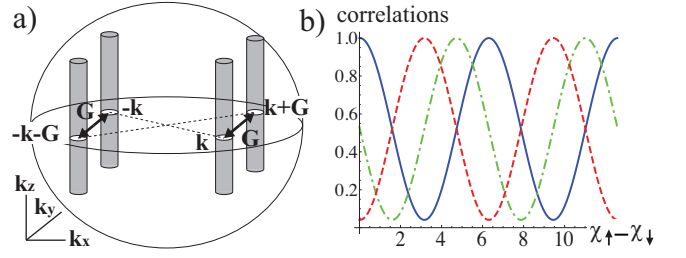 a)
-k
k+G
G
-k-G
k
G
kz
ky
kx
b)
correlations
1.0
0.8
0.6
0.4
0.2
2 4 6 8 10 χ↑−χ↓